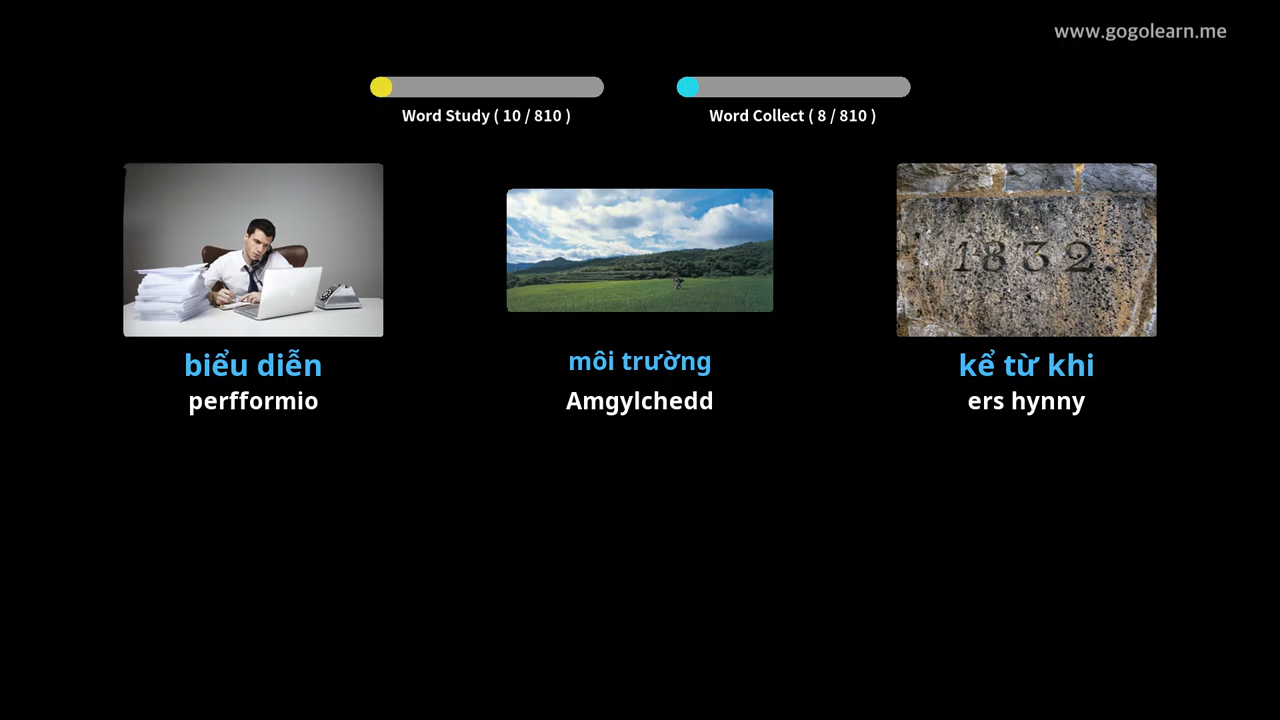 www.gogolearn.me
Word Study ( 10 / 810 )
Word Collect ( 8 / 810 )
1832.
biểu diễn
môi trường
kể từ khi
perfformio
Amgylchedd
ers hynny